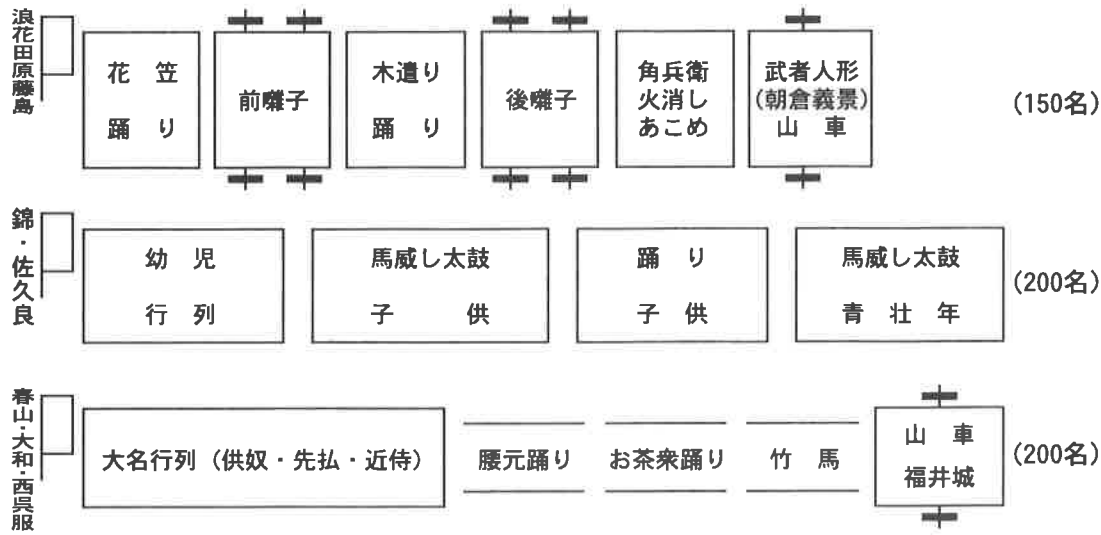 浪花田原藤島
花笠
踊り
前囃子
木遣り
踊り
後囃子
角兵衛
火消し
あこめ
武者人形
(朝倉義景)
山車
(150名)
錦・佐久良
幼児
行列
馬威し太鼓
子供
踊り
子供
馬威し太鼓
青壮年
(200名)
春山・大和・西呉服
大名行列（供奴・先払・近侍）
腰元踊り
お茶衆踊り
竹馬
山車
福井城
(200名)